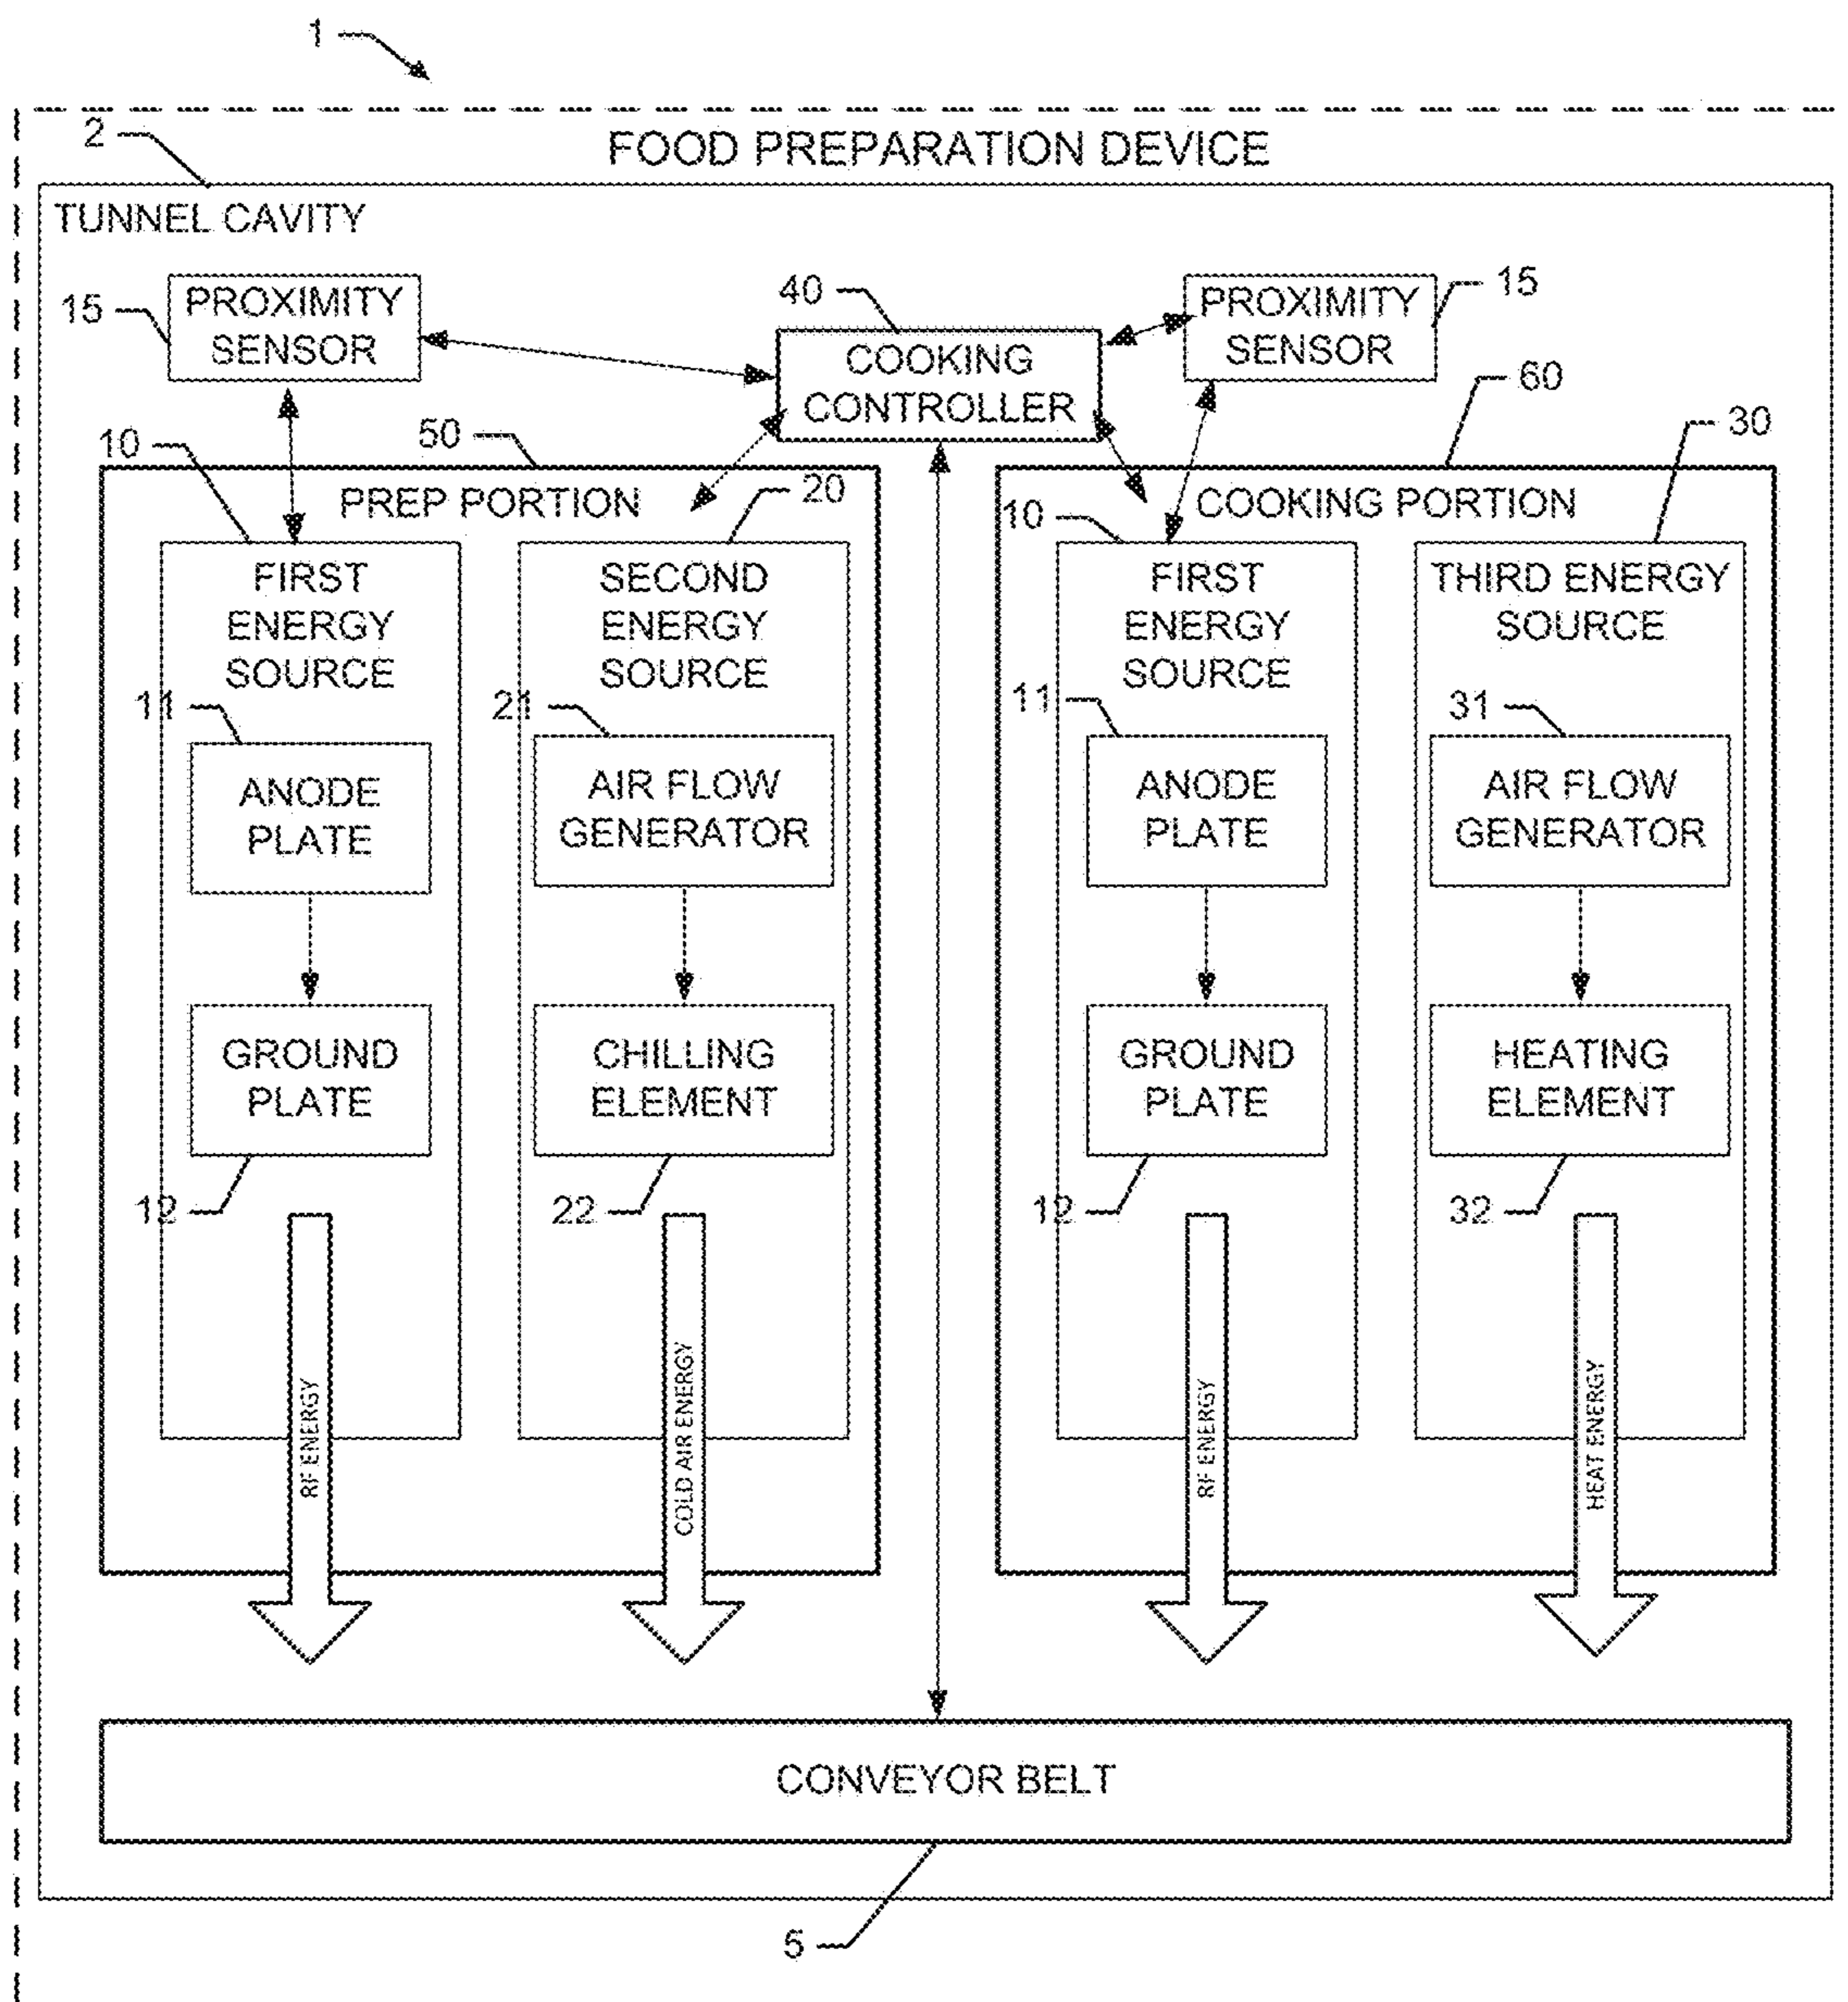 1
FOOD PREPARATION DEVICE
2
TUNNEL CAVITY
15
PROXIMITY
SENSOR
40
COOKING
CONTROLLER
PROXIMITY
SENSOR
15
10
50
60
30
PREP PORTION
20
10
COOKING PORTION
FIRST
ENERGY
SOURCE
SECOND
ENERGY
SOURCE
FIRST
ENERGY
SOURCE
THIRD ENERGY
SOURCE
11
ANODE
PLATE
21
AIR FLOW
GENERATOR
11
ANODE
PLATE
31
AIR FLOW
GENERATOR
GROUND
PLATE
12
CHILLING
ELEMENT
22
GROUND
PLATE
12
HEATING
ELEMENT
32
RF ENERGY
COLD AIR ENERGY
RF ENERGY
HEAT ENERGY
CONVEYOR BELT
5